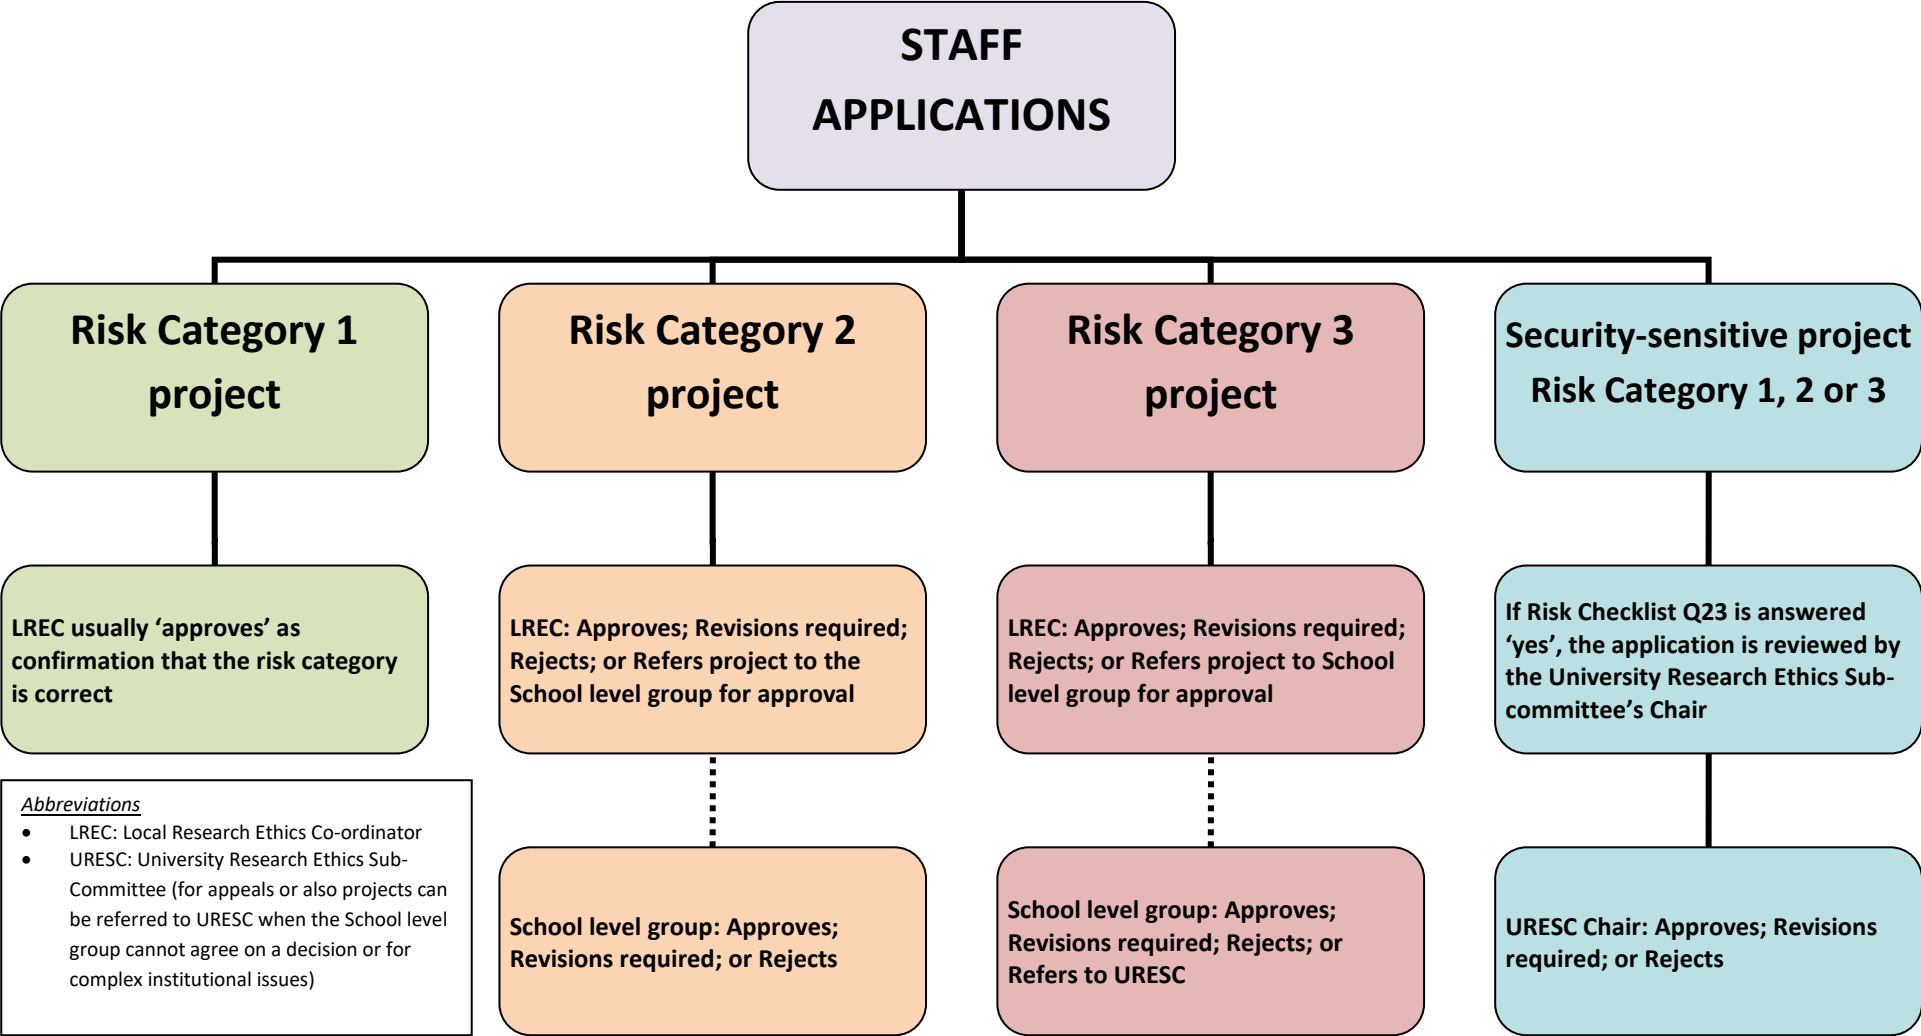 STAFF
APPLICATIONS
Risk Category 1
project
Risk Category 2
project
Risk Category 3
project
Security-sensitive project
Risk Category 1, 2 or 3
LREC usually ‘approves’ as
confirmation that the risk category
is correct
LREC: Approves; Revisions required;
Rejects; or Refers project to the
School level group for approval
LREC: Approves; Revisions required;
Rejects; or Refers project to School
level group for approval
If Risk Checklist Q23 is answered
‘yes’, the application is reviewed by
the University Research Ethics Sub-
committee’s Chair
Abbreviations
• LREC: Local Research Ethics Co-ordinator
• URESC: University Research Ethics Sub-
Committee (for appeals or also projects can
be referred to URESC when the School level
group cannot agree on a decision or for
complex institutional issues)
School level group: Approves;
Revisions required; or Rejects
School level group: Approves;
Revisions required; Rejects; or
Refers to URESC
URESC Chair: Approves; Revisions
required; or Rejects